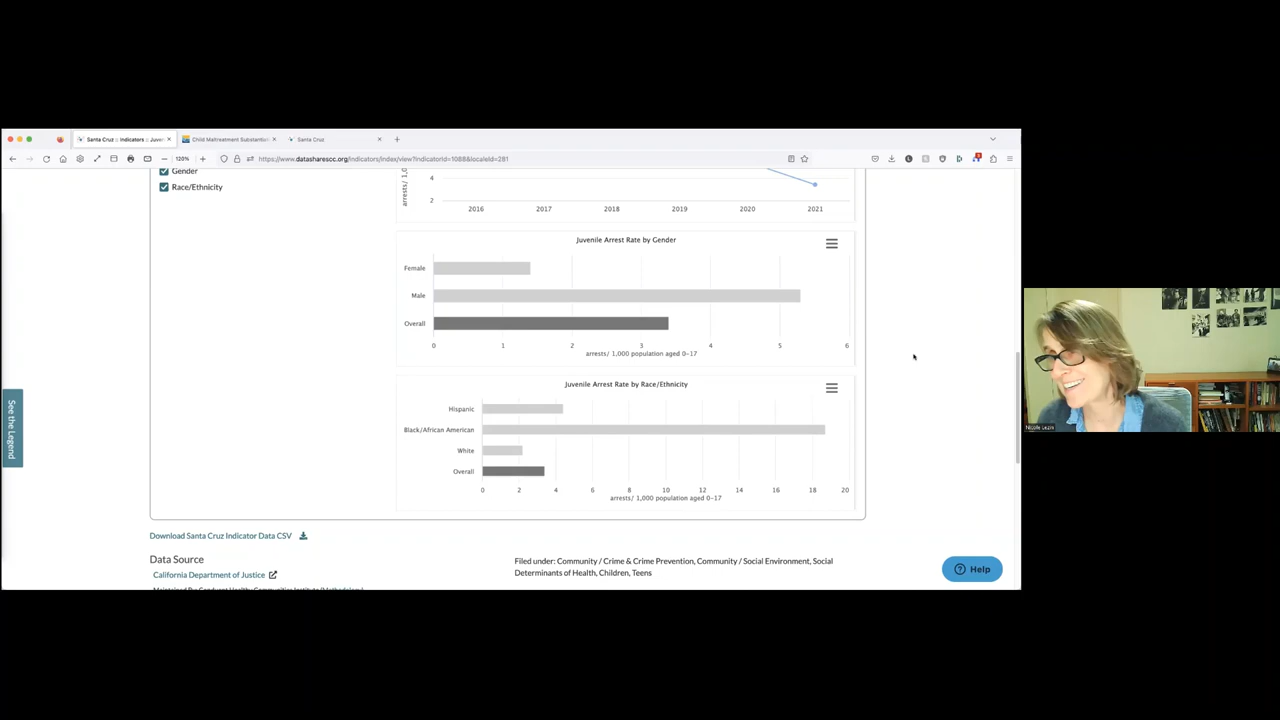 Santa Cruz :: Indicators :: Juver
Child Maltreatment Substantiat
Santa Cruz
120%
https://www.datasharescc.org/indicators/index/view?indicatorId=1088&localeId=281
Gender
Race/Ethnicity
arrests/ 1,0
4
2
2016 2017 2018 2019 2020 2021
Juvenile Arrest Rate by Gender
Female
Male
Overall
0 1 2 3 4 5 6
arrests/ 1,000 population aged 0-17
Juvenile Arrest Rate by Race/Ethnicity
Hispanic
Black/African American
White
Overall
0 2 4 6 8 10 12 14 16 18 20
arrests/ 1,000 population aged 0-17
See the Legend
Nicole Lezin
Download Santa Cruz Indicator Data CSV
Data Source
California Department of Justice
Filed under: Community / Crime & Crime Prevention, Community / Social Environment, Social
Determinants of Health, Children, Teens
Help